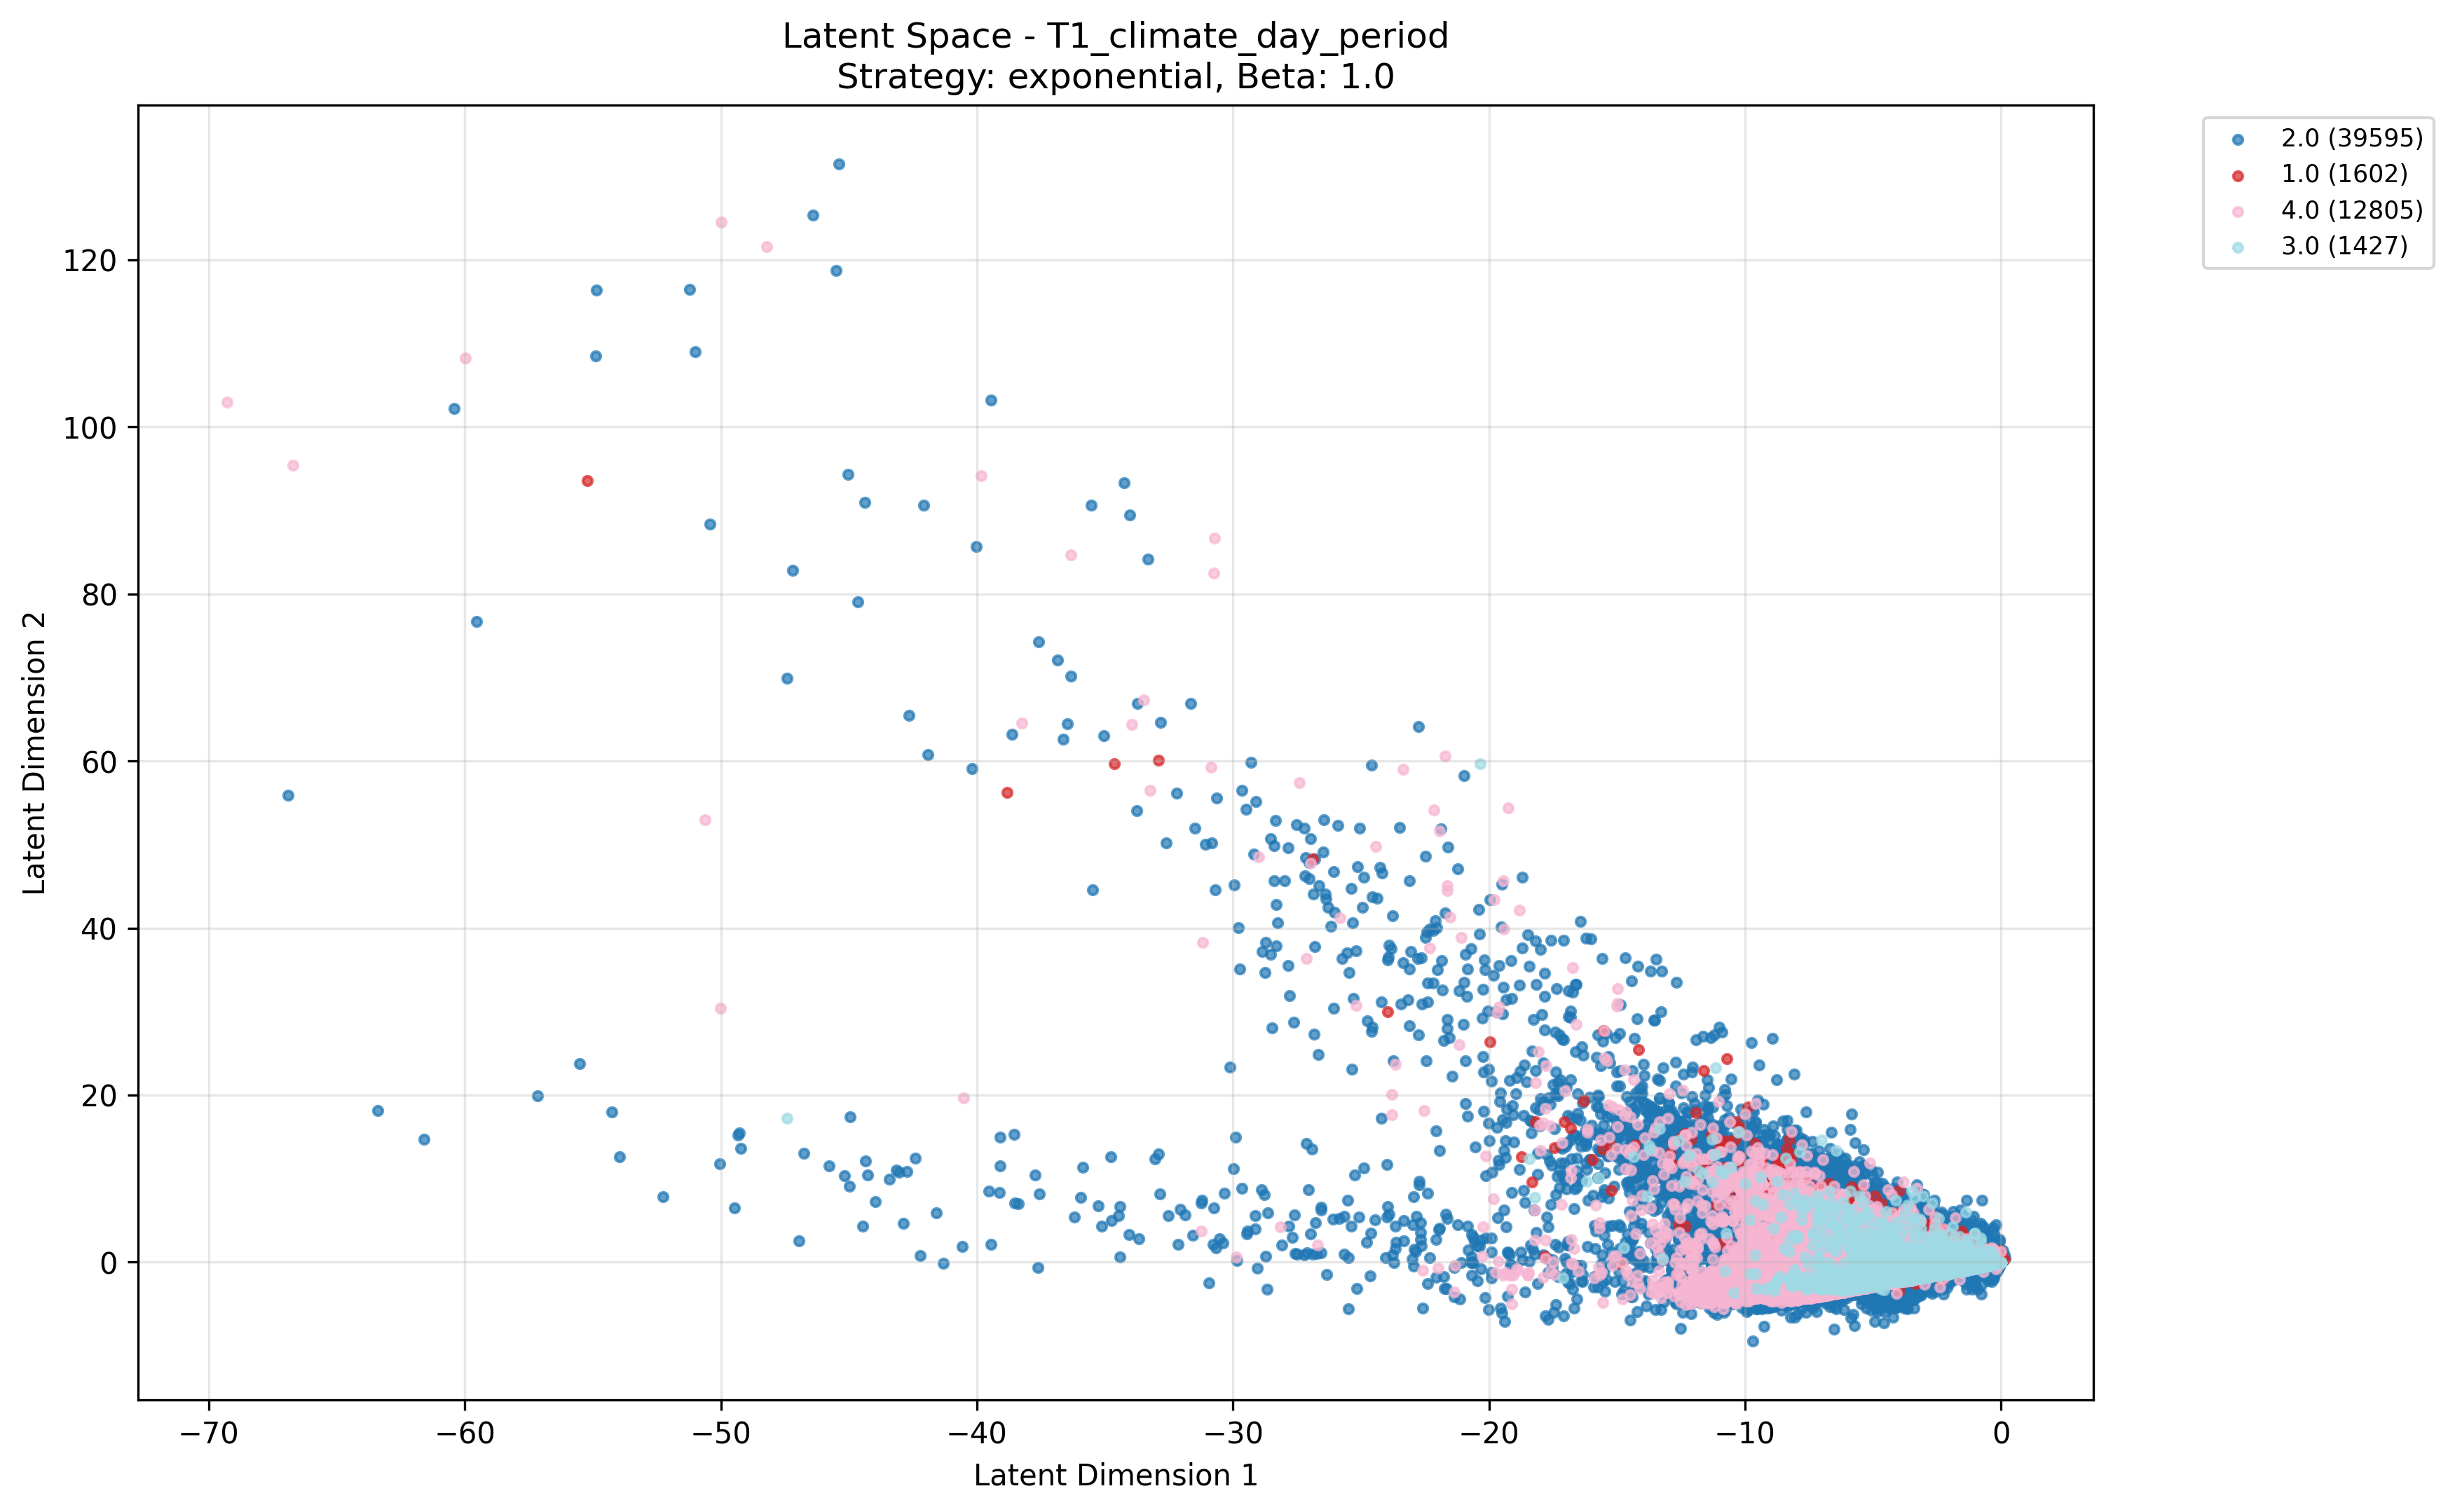 Latent Space - T1_climate_day_period
Strategy: exponential, Beta: 1.0
2.0 (39595)
1.0 (1602)
4.0 (12805)
3.0 (1427)
Latent Dimension 2
120
100
80
60
40
20
0
−70 −60 −50 −40 −30 −20 −10 0
Latent Dimension 1